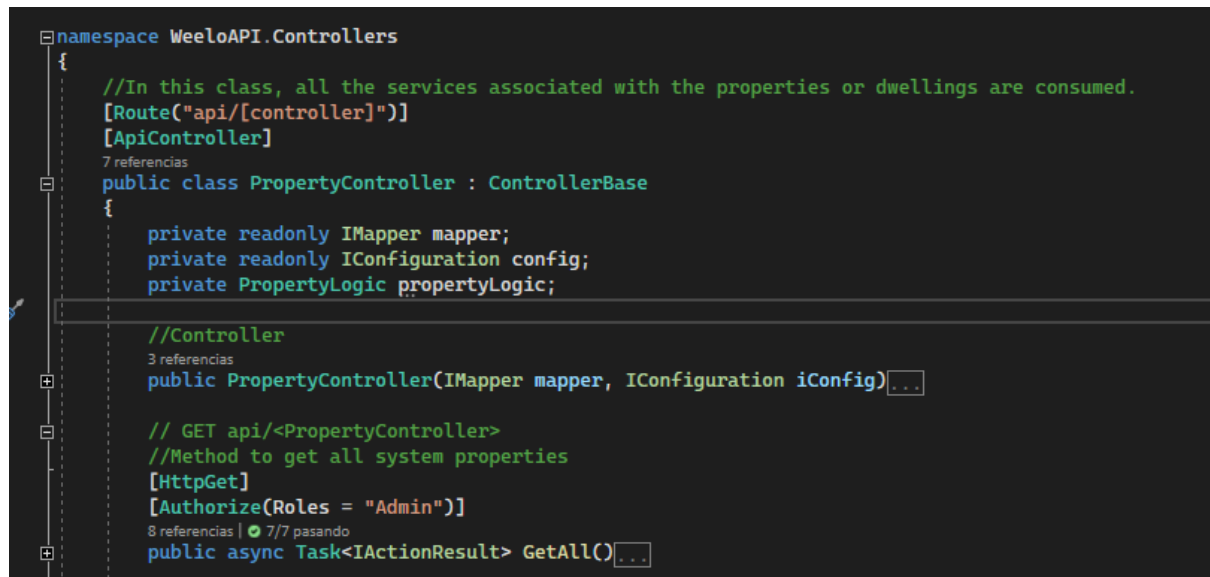 namespace WeeloAPI.Controllers
{
//In this class, all the services associated with the properties or dwellings are consumed.
[Route("api/[controller]")]
[ApiController]
7 referencias
public class PropertyController : ControllerBase
{
private readonly IMapper mapper;
private readonly IConfiguration config;
private PropertyLogic propertyLogic;
//Controller
3 referencias
public PropertyController(IMapper mapper, IConfiguration iConfig)...
// GET api/<PropertyController>
//Method to get all system properties
[HttpGet]
[Authorize(Roles = "Admin")]
8 referencias | 7/7 pasando
public async Task<IActionResult> GetAll()...